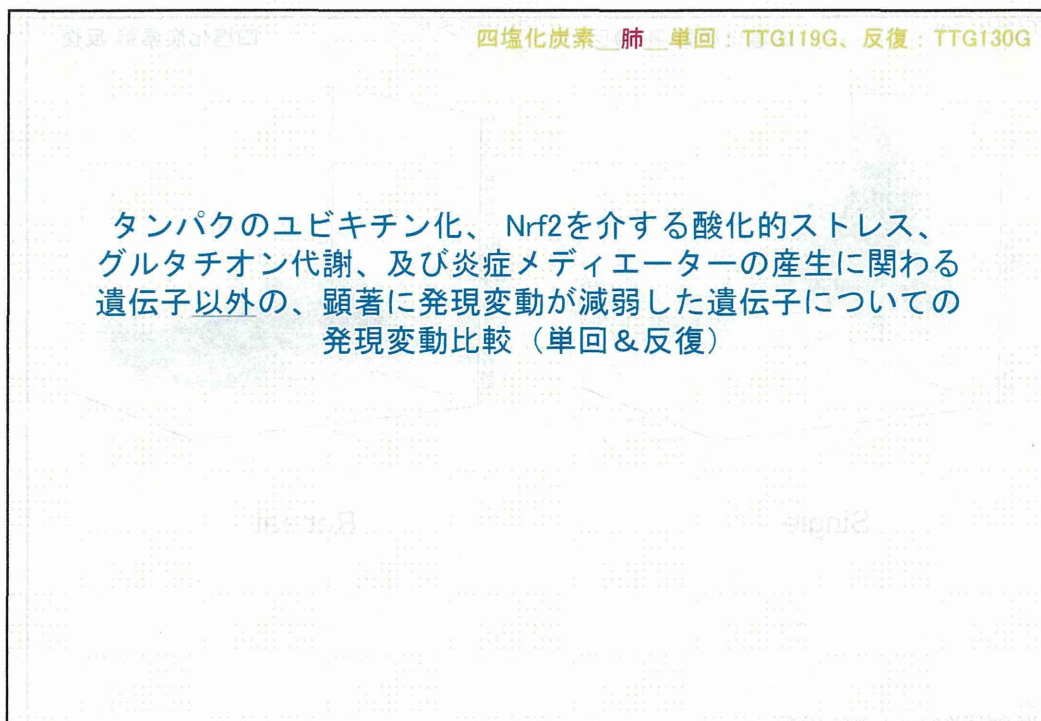 四塩化炭素__肺__単回：TTG119G、反復：TTG130G
タンパクのユビキチン化、 Nrf2を介する酸化的ストレス、
グルタチオン代謝、及び炎症メディエーターの産生に関わる
遺伝子以外の、顕著に発現変動が減弱した遺伝子についての
発現変動比較（単回＆反復）